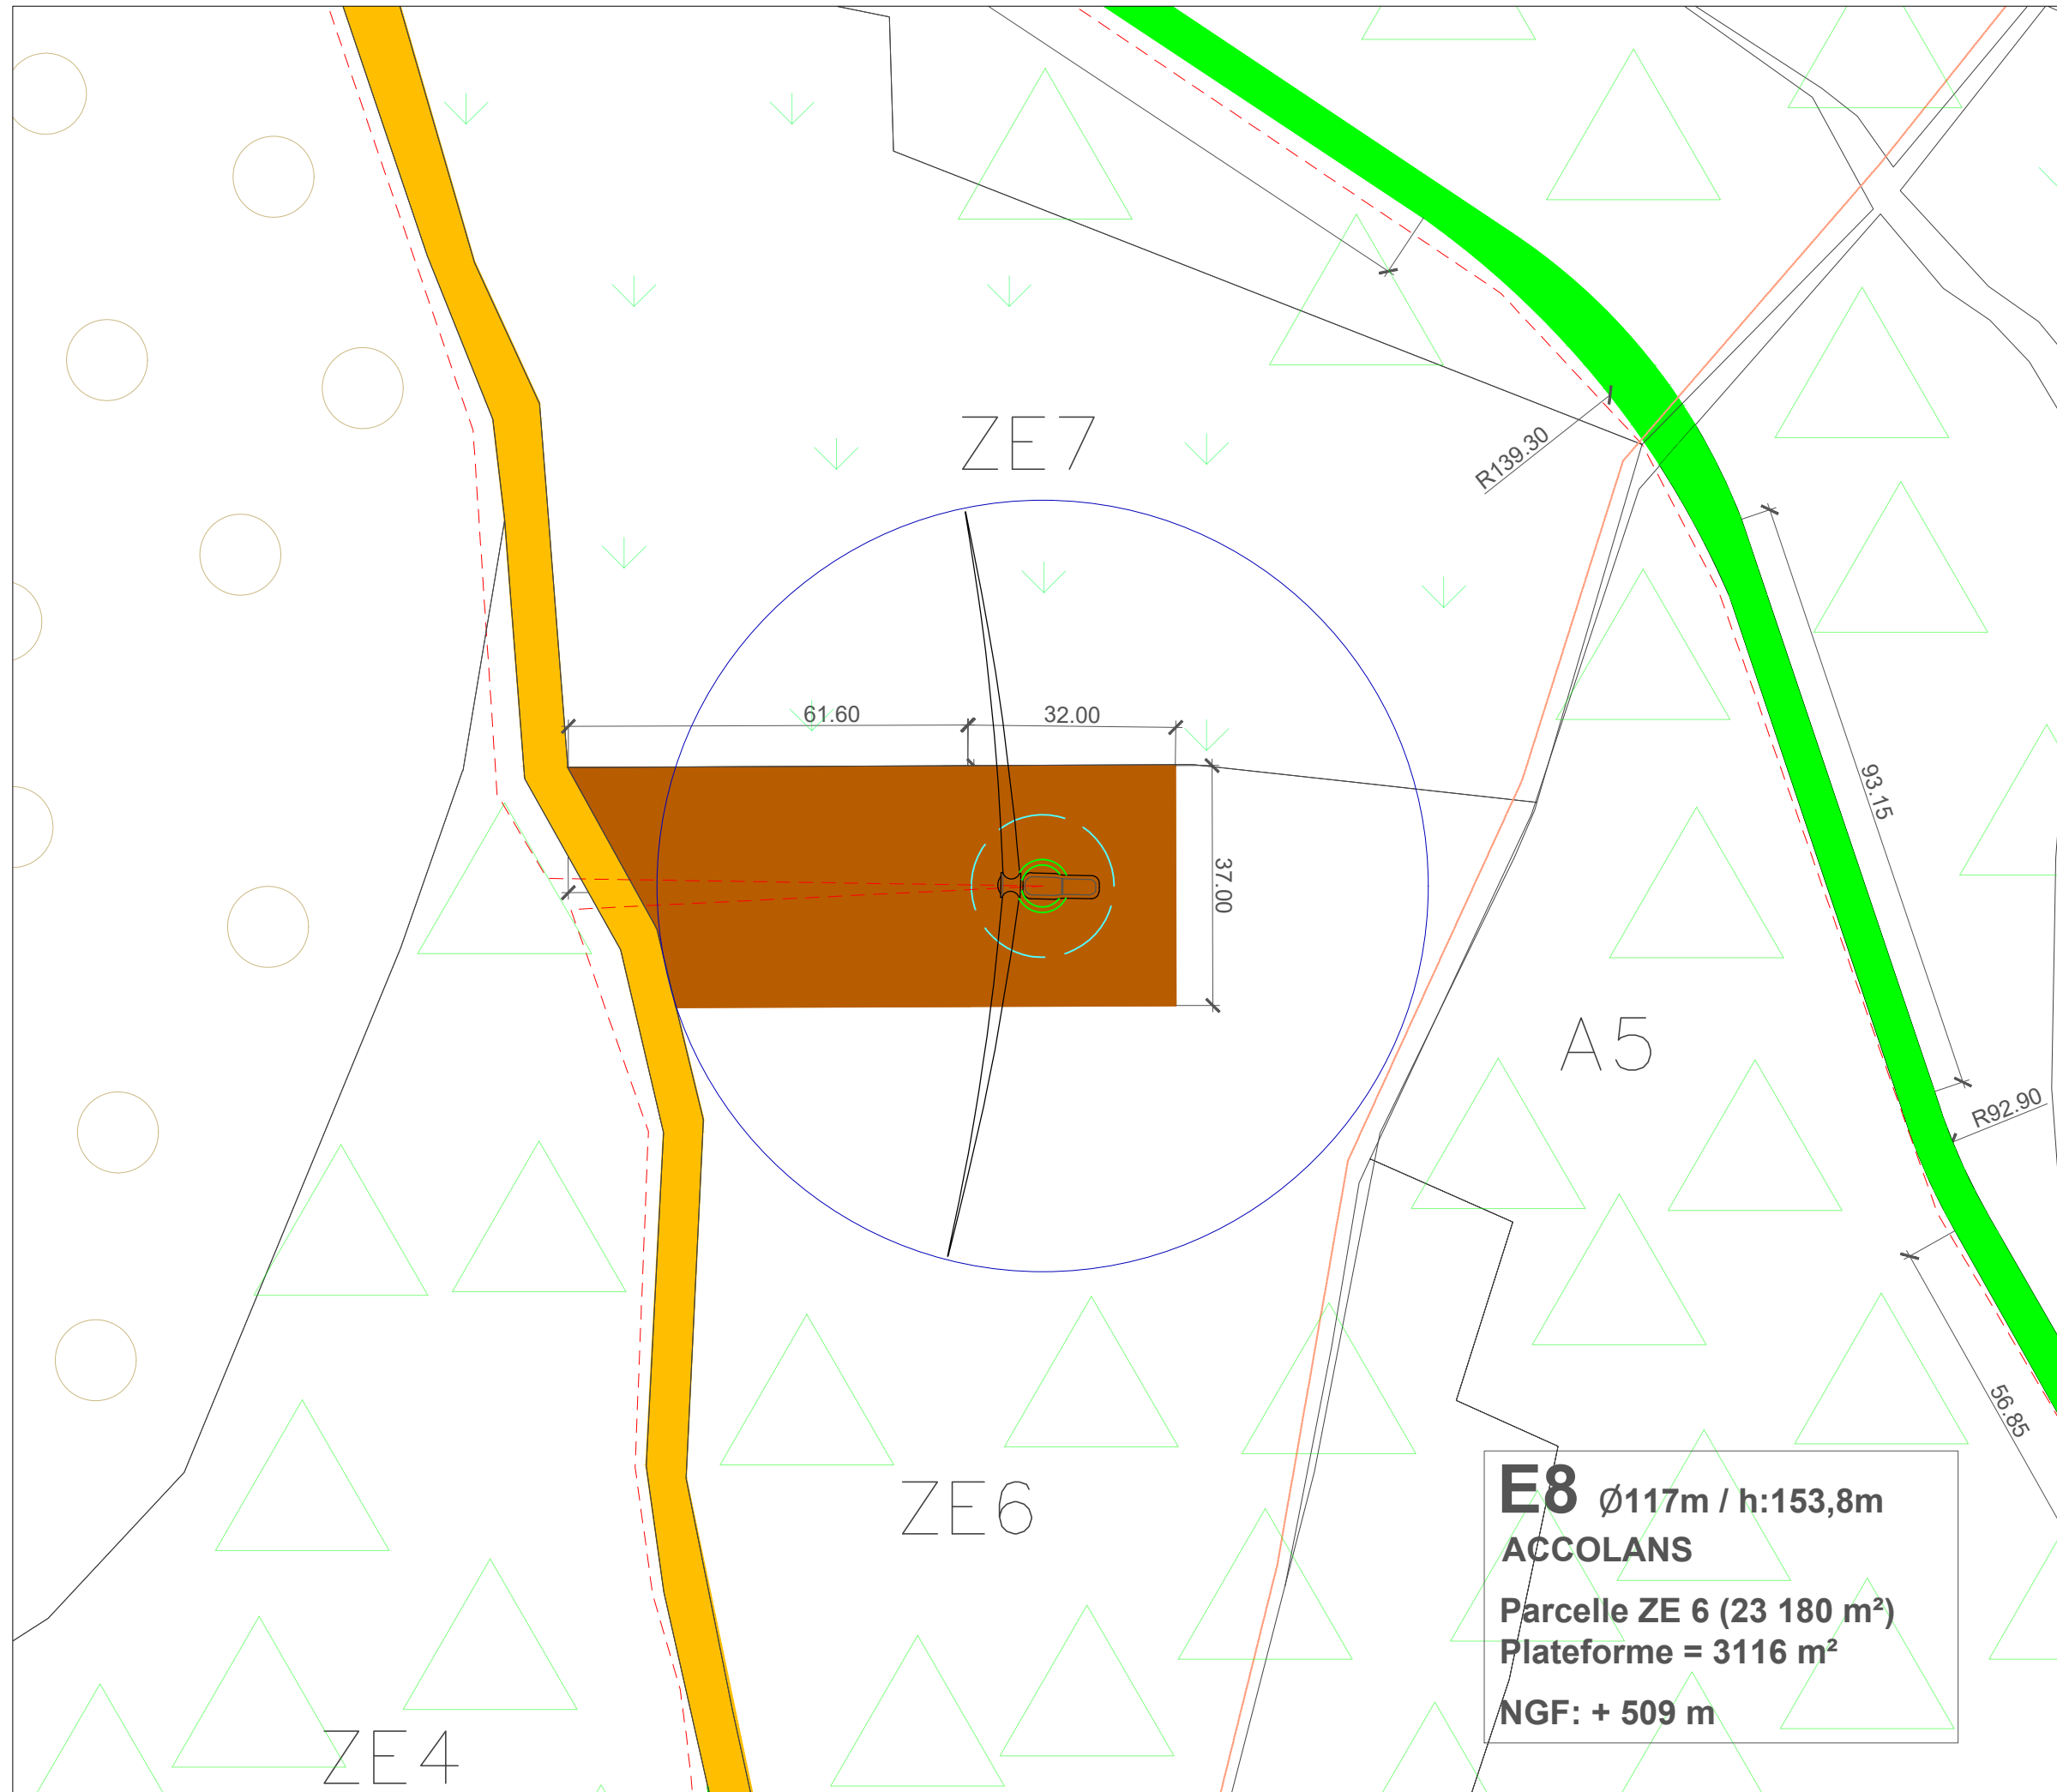 ZE7
R139.30
61.60
32.00
37.00
93.15
A5
R92.90
56.85
ZE6
E8 Ø117m / h:153,8m
ACCOLANS
Parcelle ZE 6 (23 180 m²)
Plateforme = 3116 m²
NGF: + 509 m
ZE4